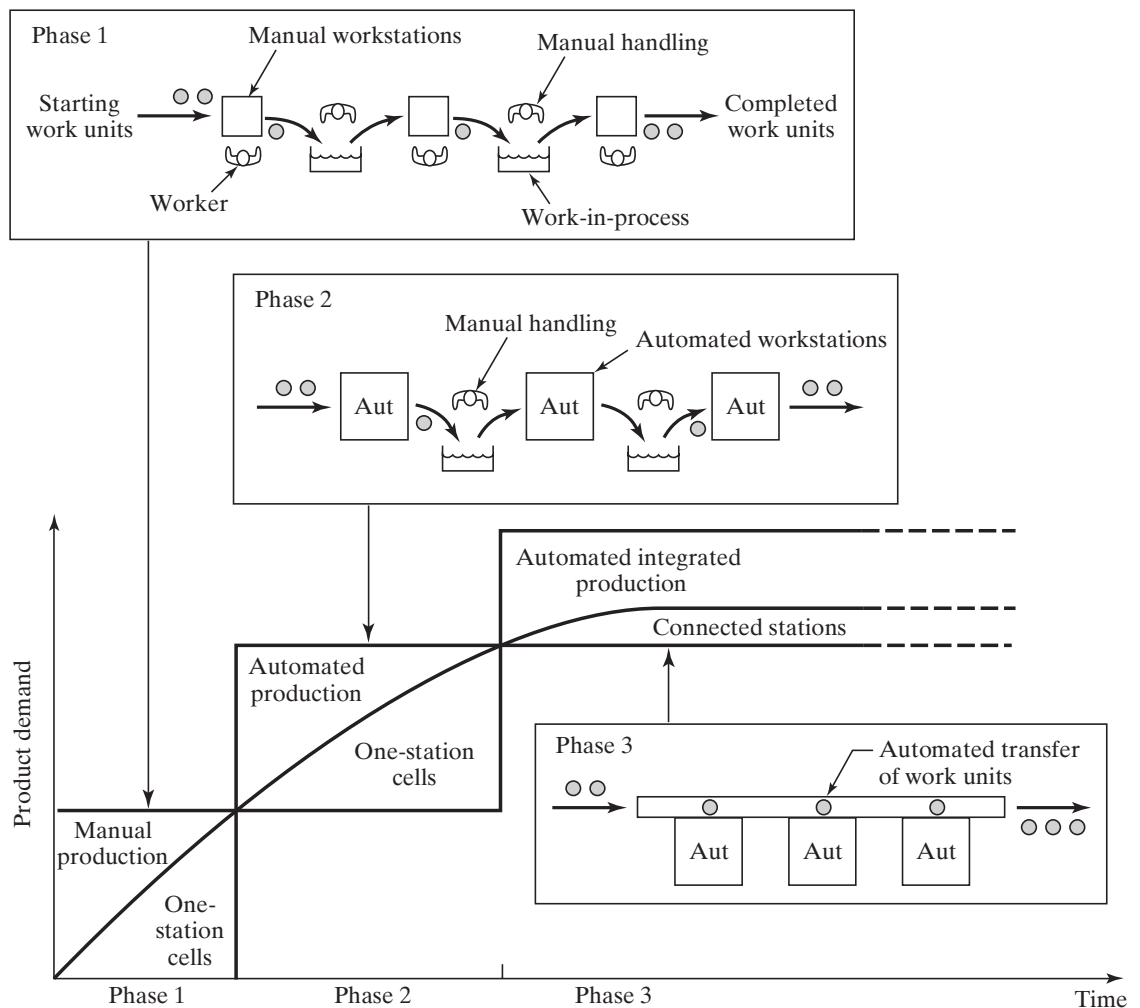 Phase 1
Manual workstations
Manual handling
Starting
work units
Completed
work units
Worker
Work-in-process
Phase 2
Manual handling
Automated workstations
Aut
Aut
Aut
Automated integrated
production
Connected stations
Automated
production
One-station
cells
Product demand
Manual
production
One-
station
cells
Phase 3
Automated transfer
of work units
Aut
Aut
Aut
Phase 1
Phase 2
Phase 3
Time